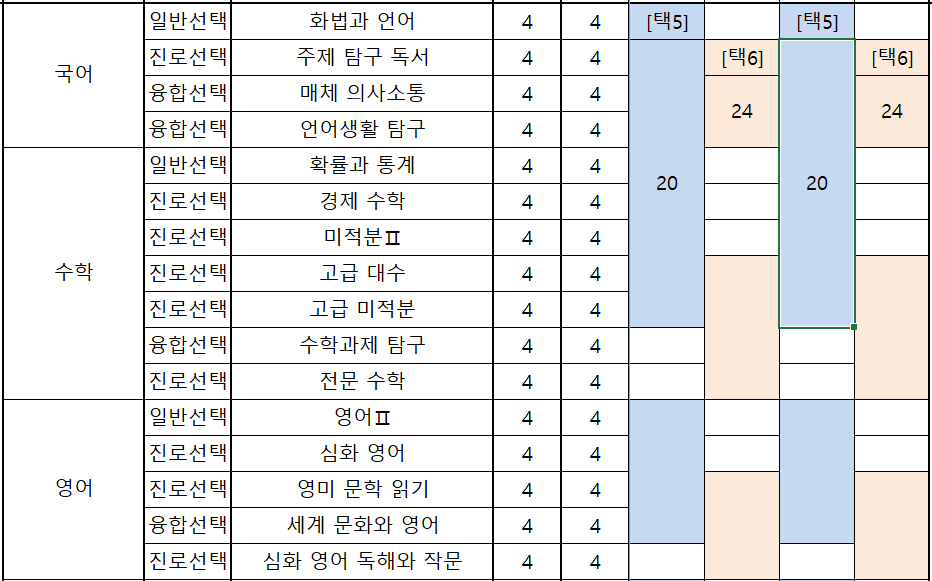 일반선택 화법과 언어 4 4 [택5] [택5]
국어 진로선택 주제 탐구 독서 4 4 [택6] [택6]
융합선택 매체 의사소통 4 4 24 24
융합선택 언어생활 탐구 4 4
일반선택 확률과 통계 4 4
진로선택 경제 수학 4 4 20 20
진로선택 미적분Ⅱ 4 4
수학 진로선택 고급 대수 4 4
진로선택 고급 미적분 4 4
융합선택 수학과제 탐구 4 4
진로선택 전문 수학 4 4
일반선택 영어Ⅱ 4 4
진로선택 심화 영어 4 4
영어 진로선택 영미 문학 읽기 4 4
융합선택 세계 문화와 영어 4 4
진로선택 심화 영어 독해와 작문 4 4